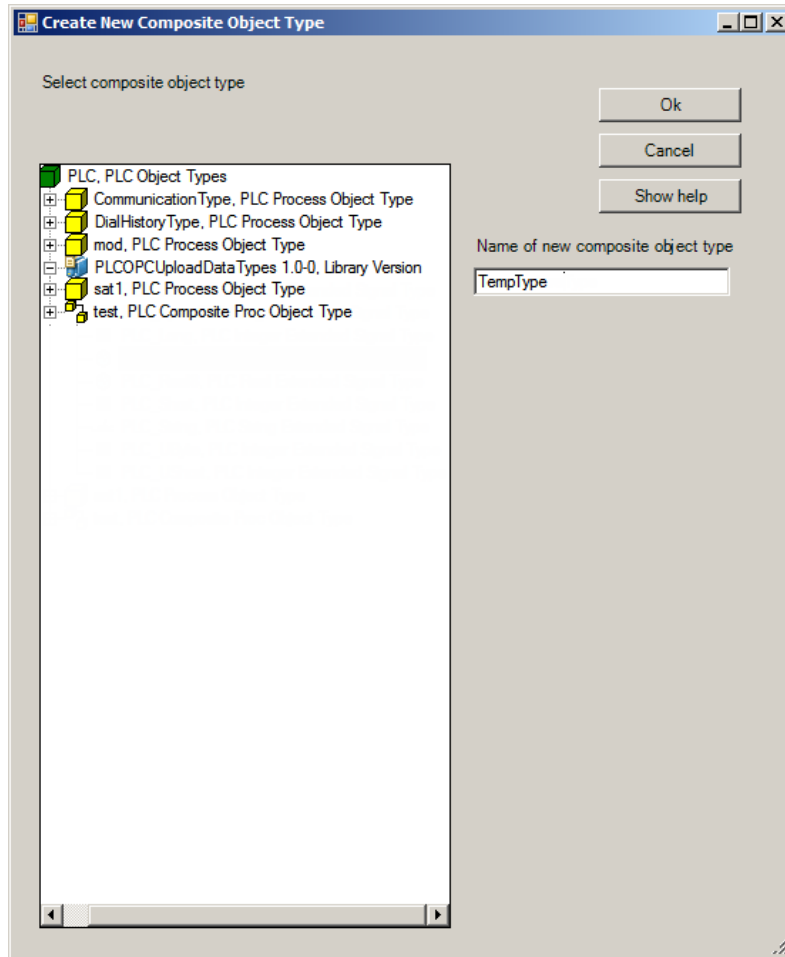 Create New Composite Object Type
Select composite object type
Ok
Cancel
Show help
PLC, PLC Object Types
CommunicationType, PLC Process Object Type
DialHistoryType, PLC Process Object Type
mod, PLC Process Object Type
PLCOPCUploadDataTypes 1.0-0, Library Version
sat1, PLC Process Object Type
test, PLC Composite Proc Object Type
Name of new composite object type
TempType